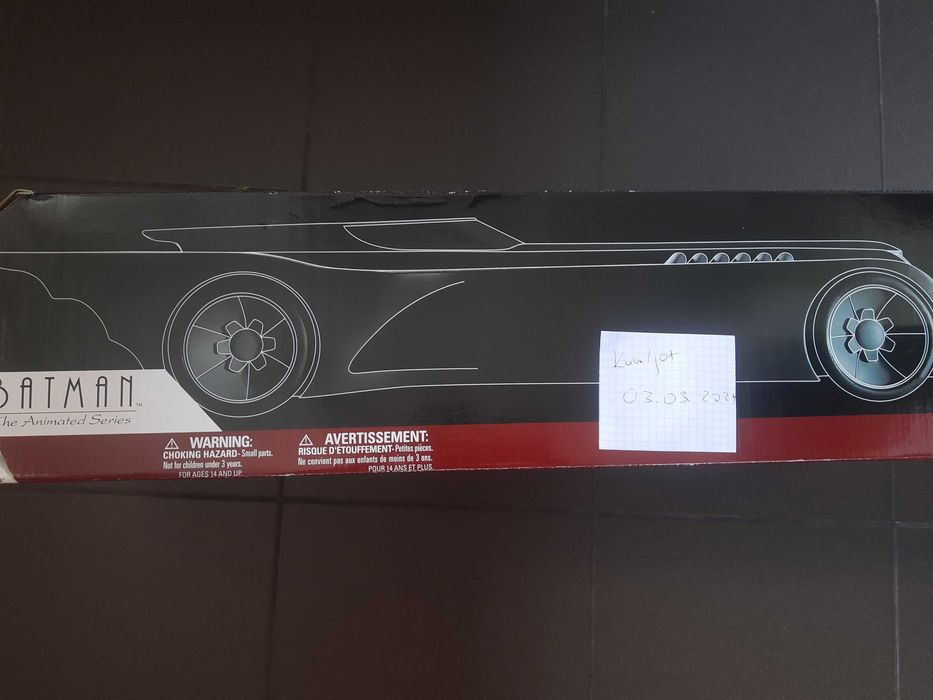 BATMAN™
The Animated Series
WARNING:
CHOKING HAZARD- Small parts.
Not for children under 3 years.
FOR AGES 14 AND UP
AVERTISSEMENT:
RISQUE D'ÉTOUFFEMENT- Petites pièces.
Ne convient pas aux enfants de moins de 3 ans.
POUR 14 ANS ET PLUS
03.03.2024